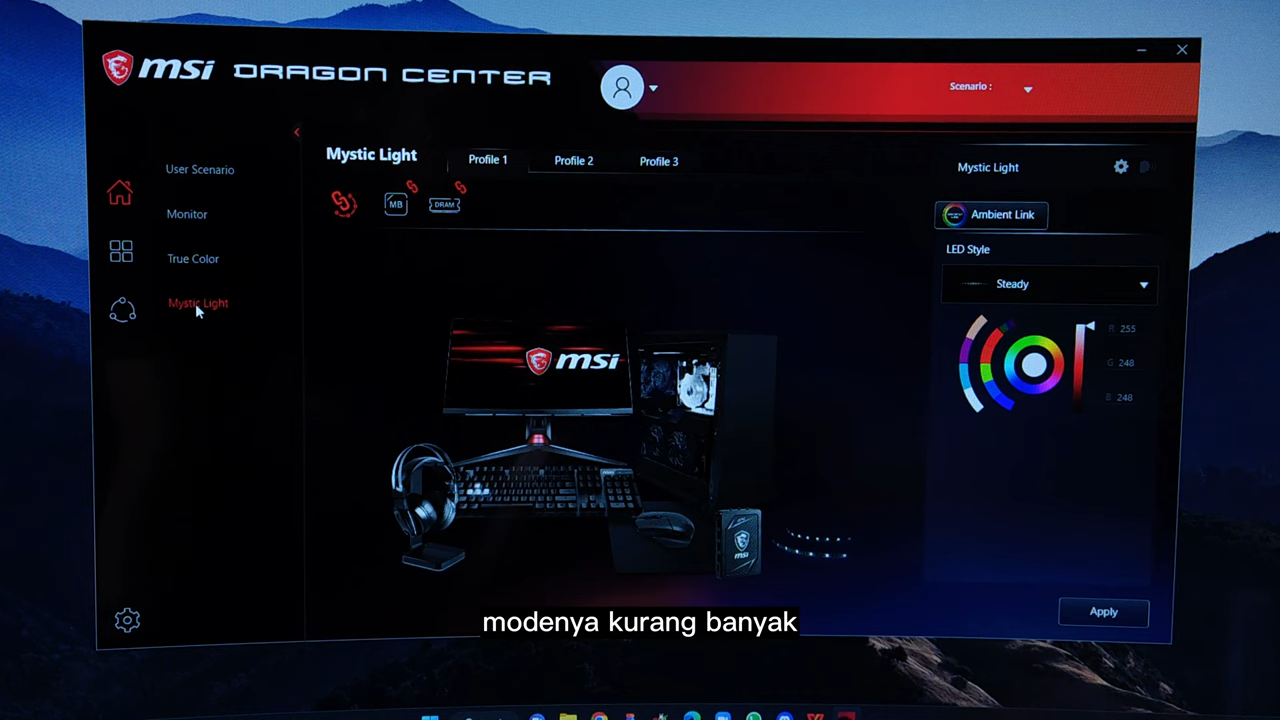 msi DRAGON CENTER
Scenario :
User Scenario
Monitor
True Color
Mystic Light
Mystic Light
Profile 1
Profile 2
Profile 3
MB
DRAM
msi
msi
Mystic Light
Ambient Link
LED Style
Steady
R 255
G 248
B 248
Apply
modenya kurang banyak